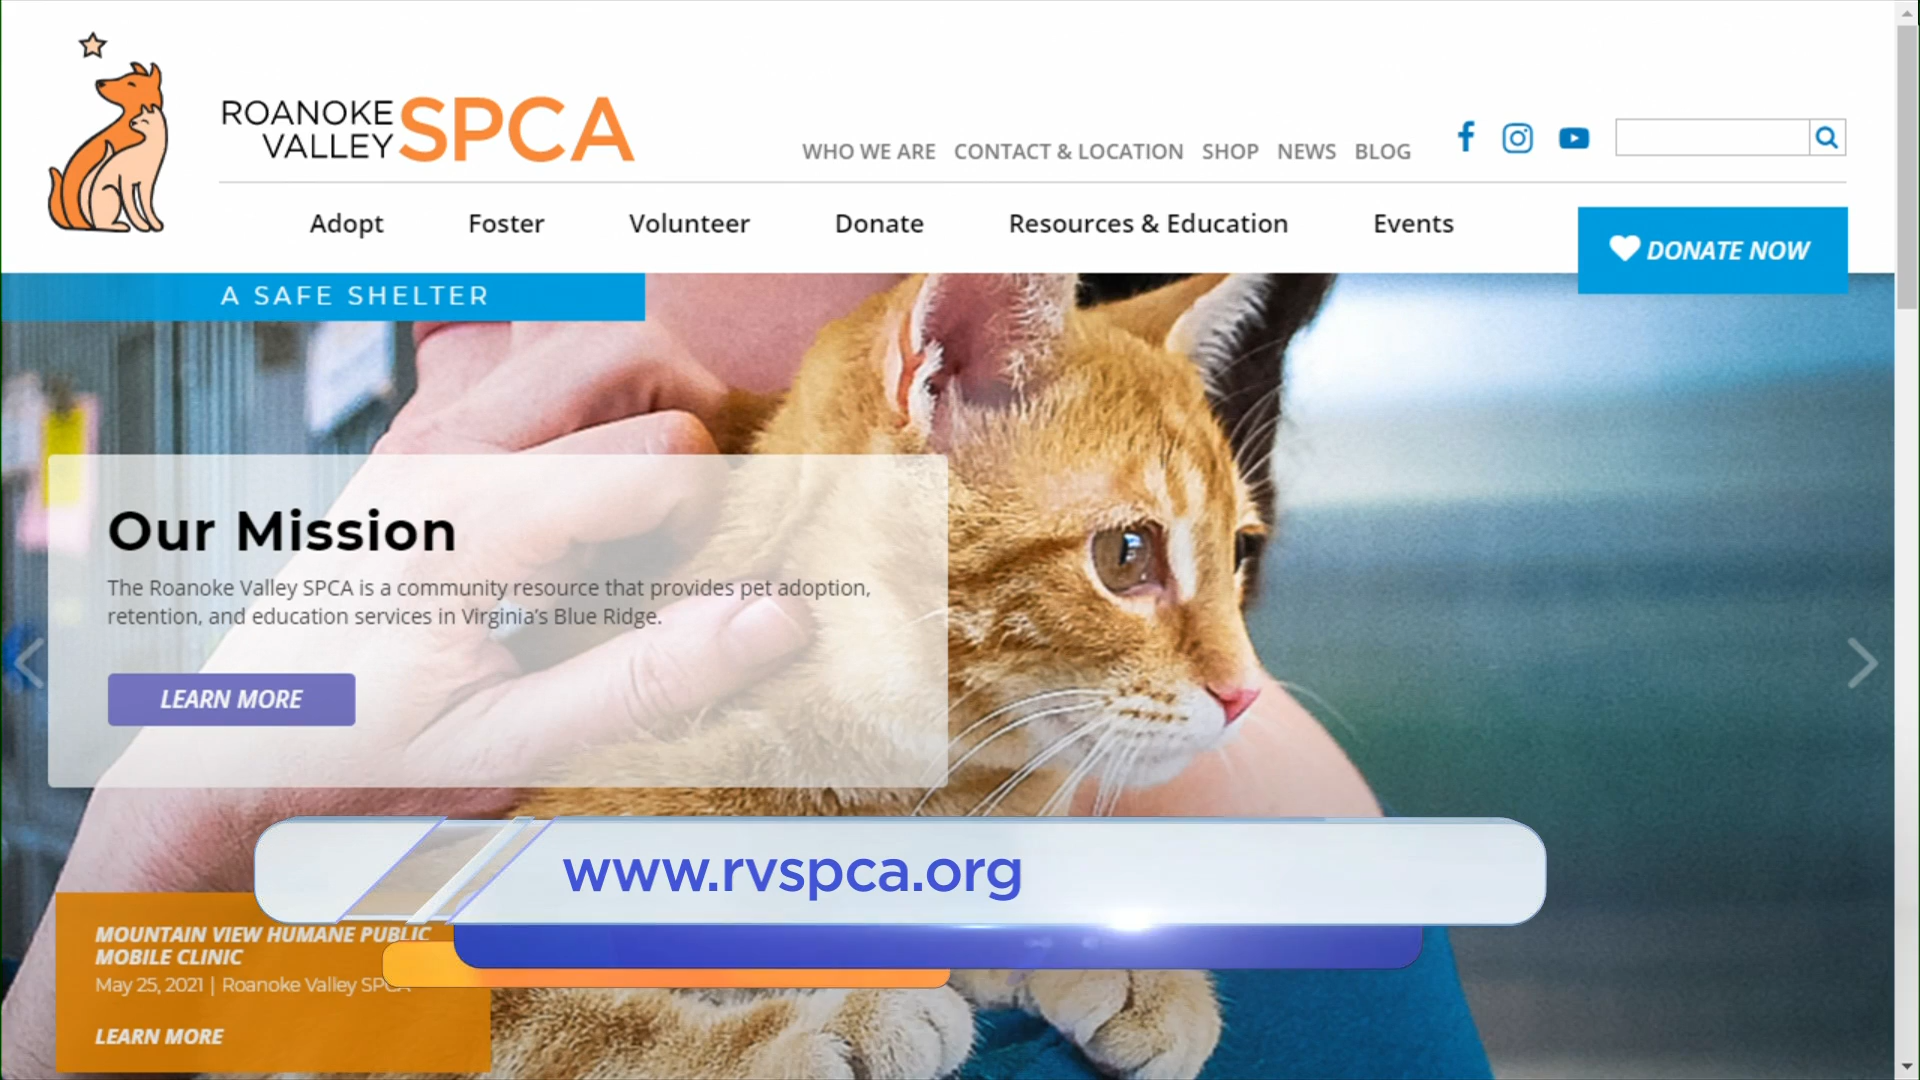 ROANOKE
VALLEY
SPCA
WHO WE ARE CONTACT & LOCATION SHOP NEWS BLOG
Adopt Foster Volunteer Donate Resources & Education Events
DONATE NOW
A SAFE SHELTER
Our Mission
The Roanoke Valley SPCA is a community resource that provides pet adoption,
retention, and education services in Virginia's Blue Ridge.
LEARN MORE
www.rvspca.org
MOUNTAIN VIEW HUMANE PUBLIC
MOBILE CLINIC
May 25, 2021 | Roanoke Valley SPCA
LEARN MORE